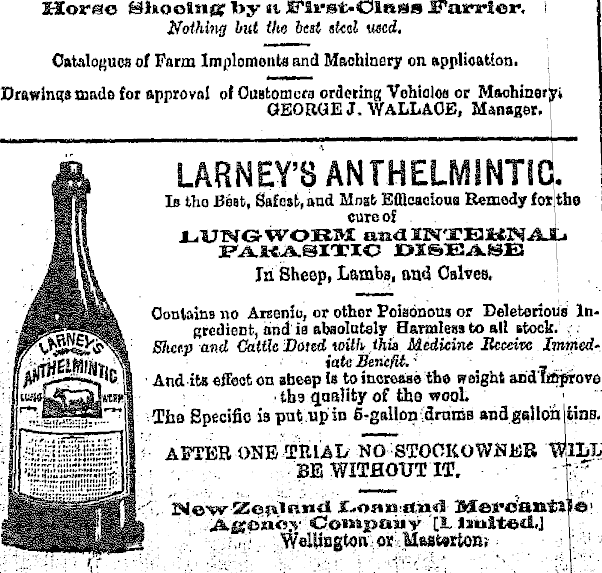 Horse Shoeing by a First-Class Farrier.
Nothing but the best steel used.
Catalogues of Farm Implements and Machinery on application.
Drawings made for approval of Customers ordering Vehicles or Machinery.
GEORGE J. WALLACE, Manager.
LARNEY'S ANTHELMINTIC.
Is the Best, Safest, and Most Efficacious Remedy for the
cure of
LUNGWORM and INTERNAL
PARASITIC DISEASE
In Sheep, Lambs, and Calves.
Contains no Arsenic, or other Poisonous or Deleterious In-
gredient, and is absolutely Harmless to all stock.
Sheep and Cattle Dosed with this Medicine Receive Immed-
iate Benefit.
And its effect on sheep is to increase the weight and Improve
the quality of the wool.
The Specific is put up in 5-gallon drums and gallon tins.
AFTER ONE TRIAL NO STOCKOWNER WILL
BE WITHOUT IT.
New Zealand Loan and Mercantile
Agency Company [Limited.]
Wellington or Masterton.
LARNEY'S
ANTHELMINTIC
LUNG WORM